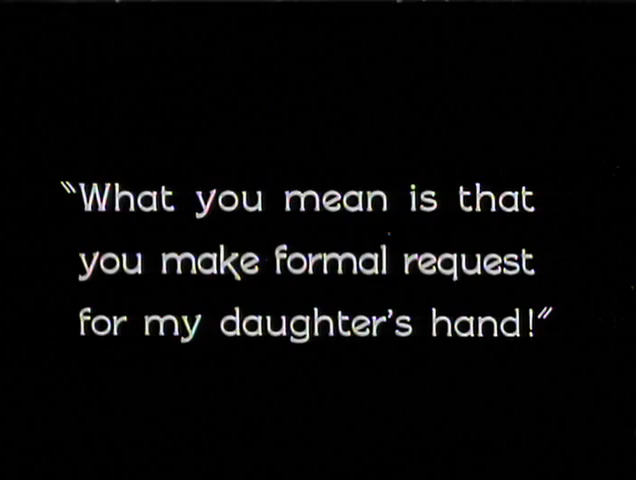 "What you mean is that
you make formal request
for my daughter's hand!"